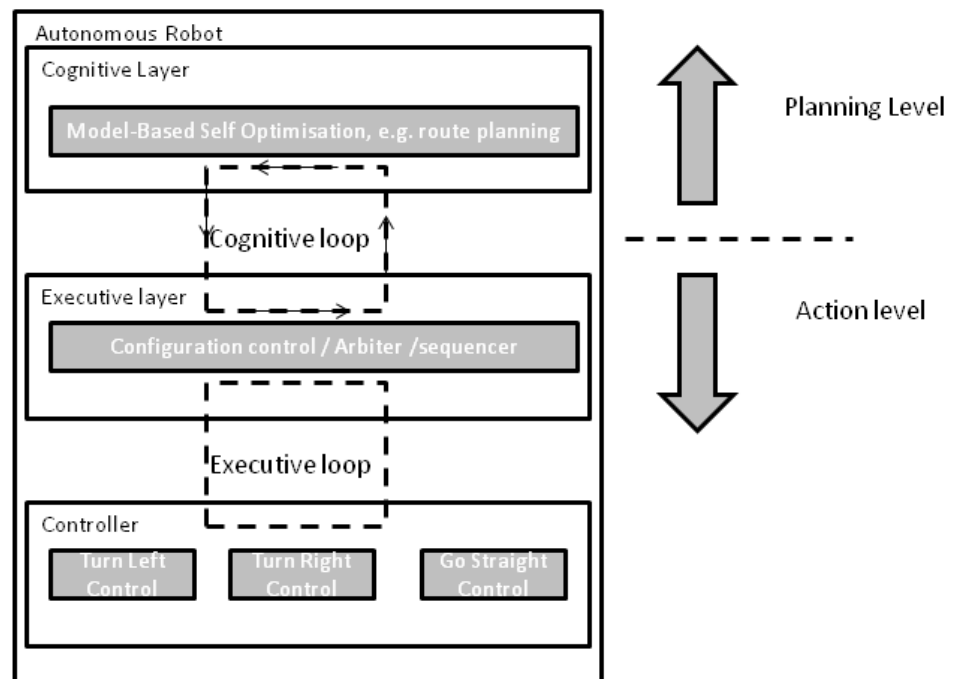 Autonomous Robot
Cognitive Layer
Model-Based Self Optimisation, e.g. route planning
Cognitive loop
Executive layer
Configuration control / Arbiter /sequencer
Executive loop
Controller
Turn Left
Control
Turn Right
Control
Go Straight
Control
Planning Level
Action level